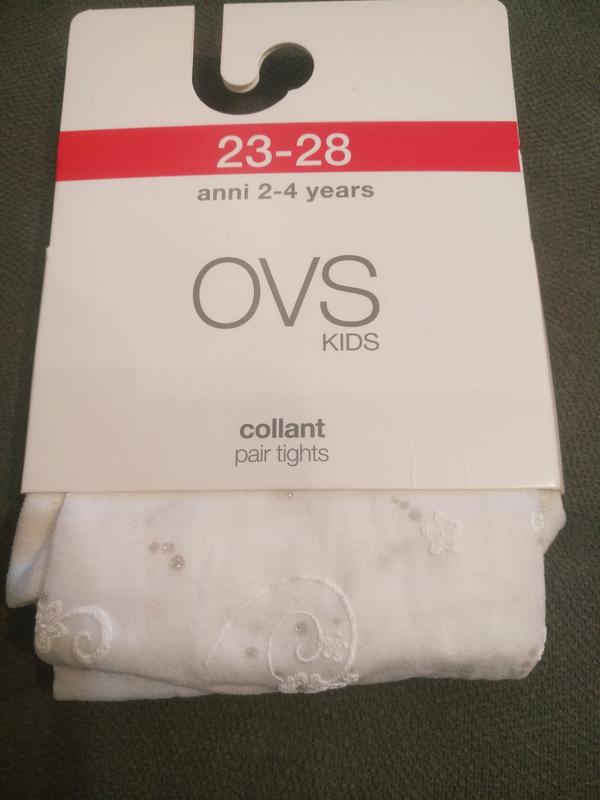 23-28
anni 2-4 years
OVS
KIDS
collant
pair tights